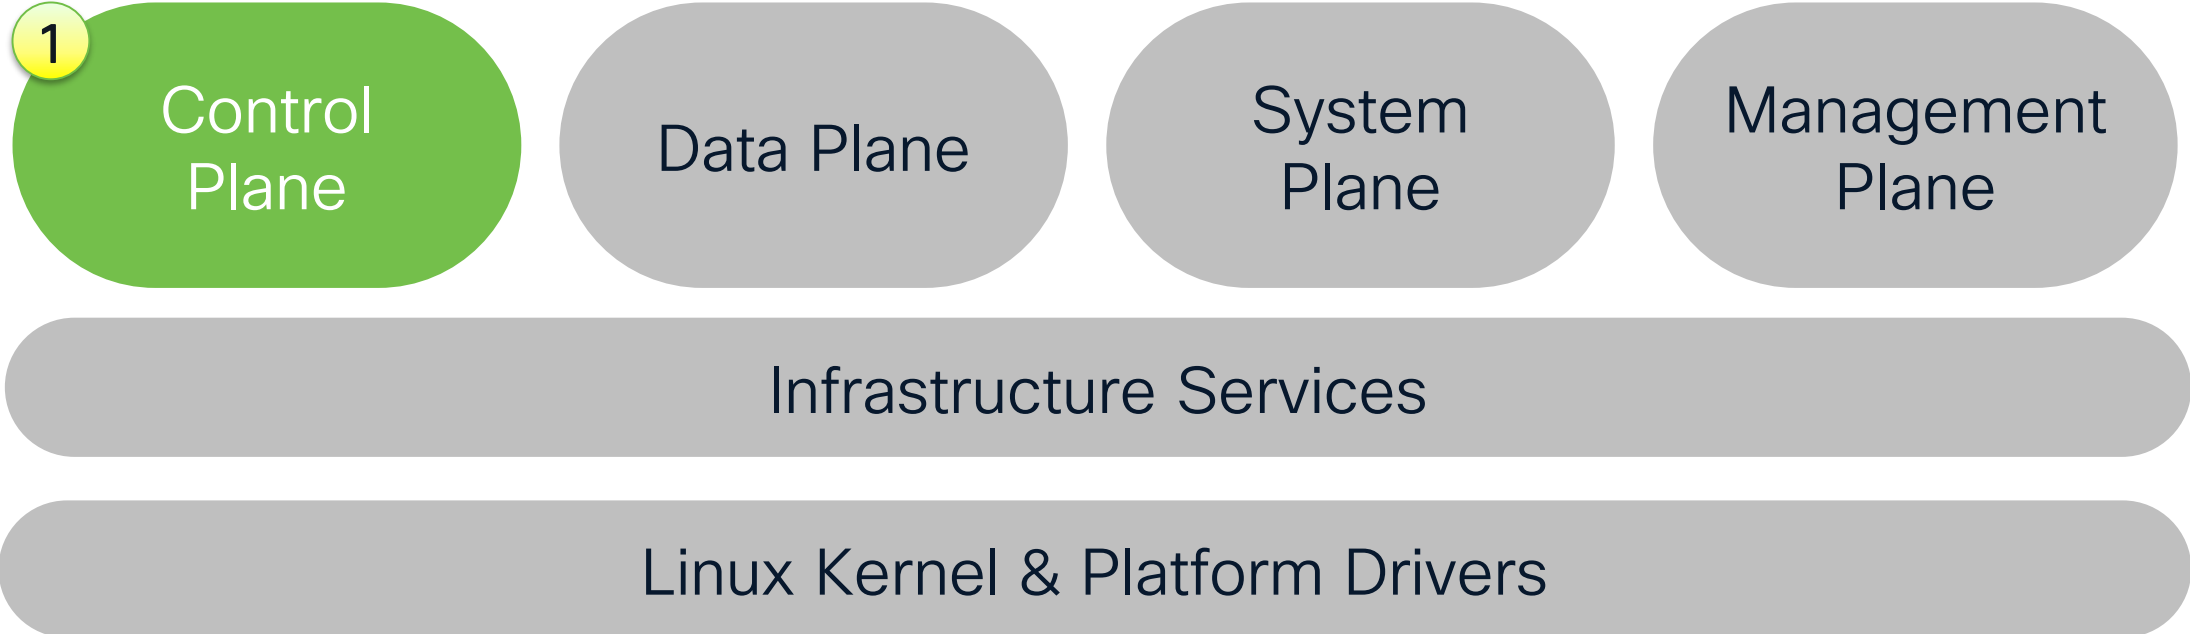 1
Control
Plane
Data Plane
System
Plane
Management
Plane
Infrastructure Services
Linux Kernel & Platform Drivers